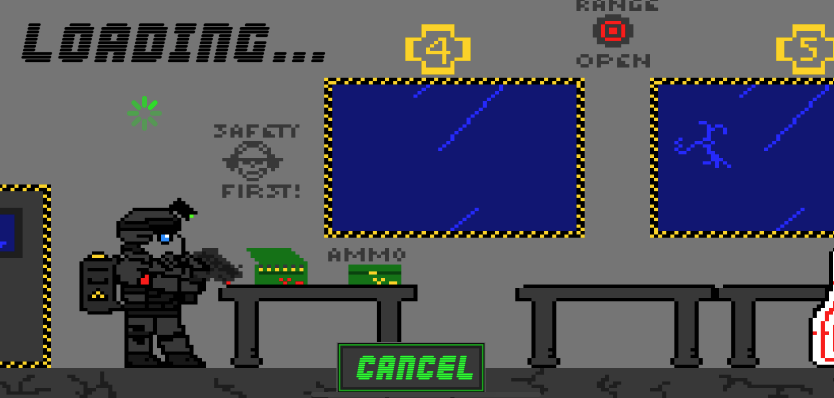 RANGE
LOADING...
4
5
OPEN
SAFETY
FIRST!
AMMO
CANCEL